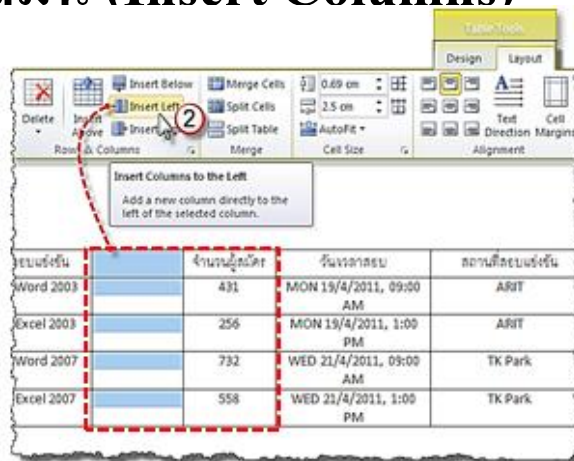 (Insert Columns)
Table Tools
Design Layout
Delete
Insert Above
Insert Below
Insert Left
Insert
2
Rows & Columns
Merge Cells
Split Cells
Split Table
Merge
0.69 cm
2.5 cm
AutoFit
Cell Size
Text Direction
Cell Margins
Alignment
Insert Columns to the Left
Add a new column directly to the
left of the selected column.
จำนวนผู้สมัคร วันเวลาสอบ สถานที่สอบแข่งขัน
Word 2003 431 MON 19/4/2011, 09:00 AM ARIT
Excel 2003 256 MON 19/4/2011, 1:00 PM ARIT
Word 2007 732 WED 21/4/2011, 09:00 AM TK Park
Excel 2007 558 WED 21/4/2011, 1:00 PM TK Park